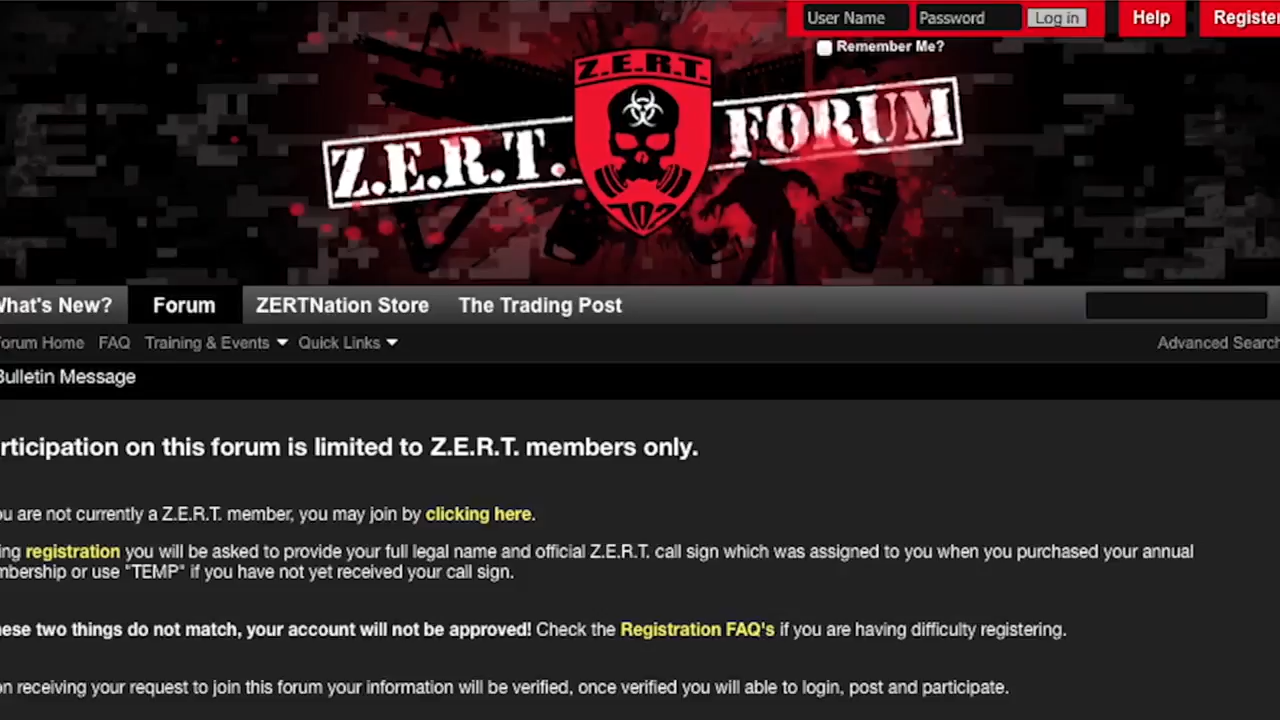 User Name Password Log in Help Register
Remember Me?
Z.E.R.T. Z.E.R.T. FORUM
102
What's New? Forum ZERTNation Store The Trading Post
Forum Home FAQ Training & Events Quick Links Advanced Search
Bulletin Message
rticipation on this forum is limited to Z.E.R.T. members only.
ou are not currently a Z.E.R.T. member, you may join by clicking here.
ing registration you will be asked to provide your full legal name and official Z.E.R.T. call sign which was assigned to you when you purchased your annual
mbership or use "TEMP" if you have not yet received your call sign.
hese two things do not match, your account will not be approved! Check the Registration FAQ's if you are having difficulty registering.
on receiving your request to join this forum your information will be verified, once verified you will able to login, post and participate.